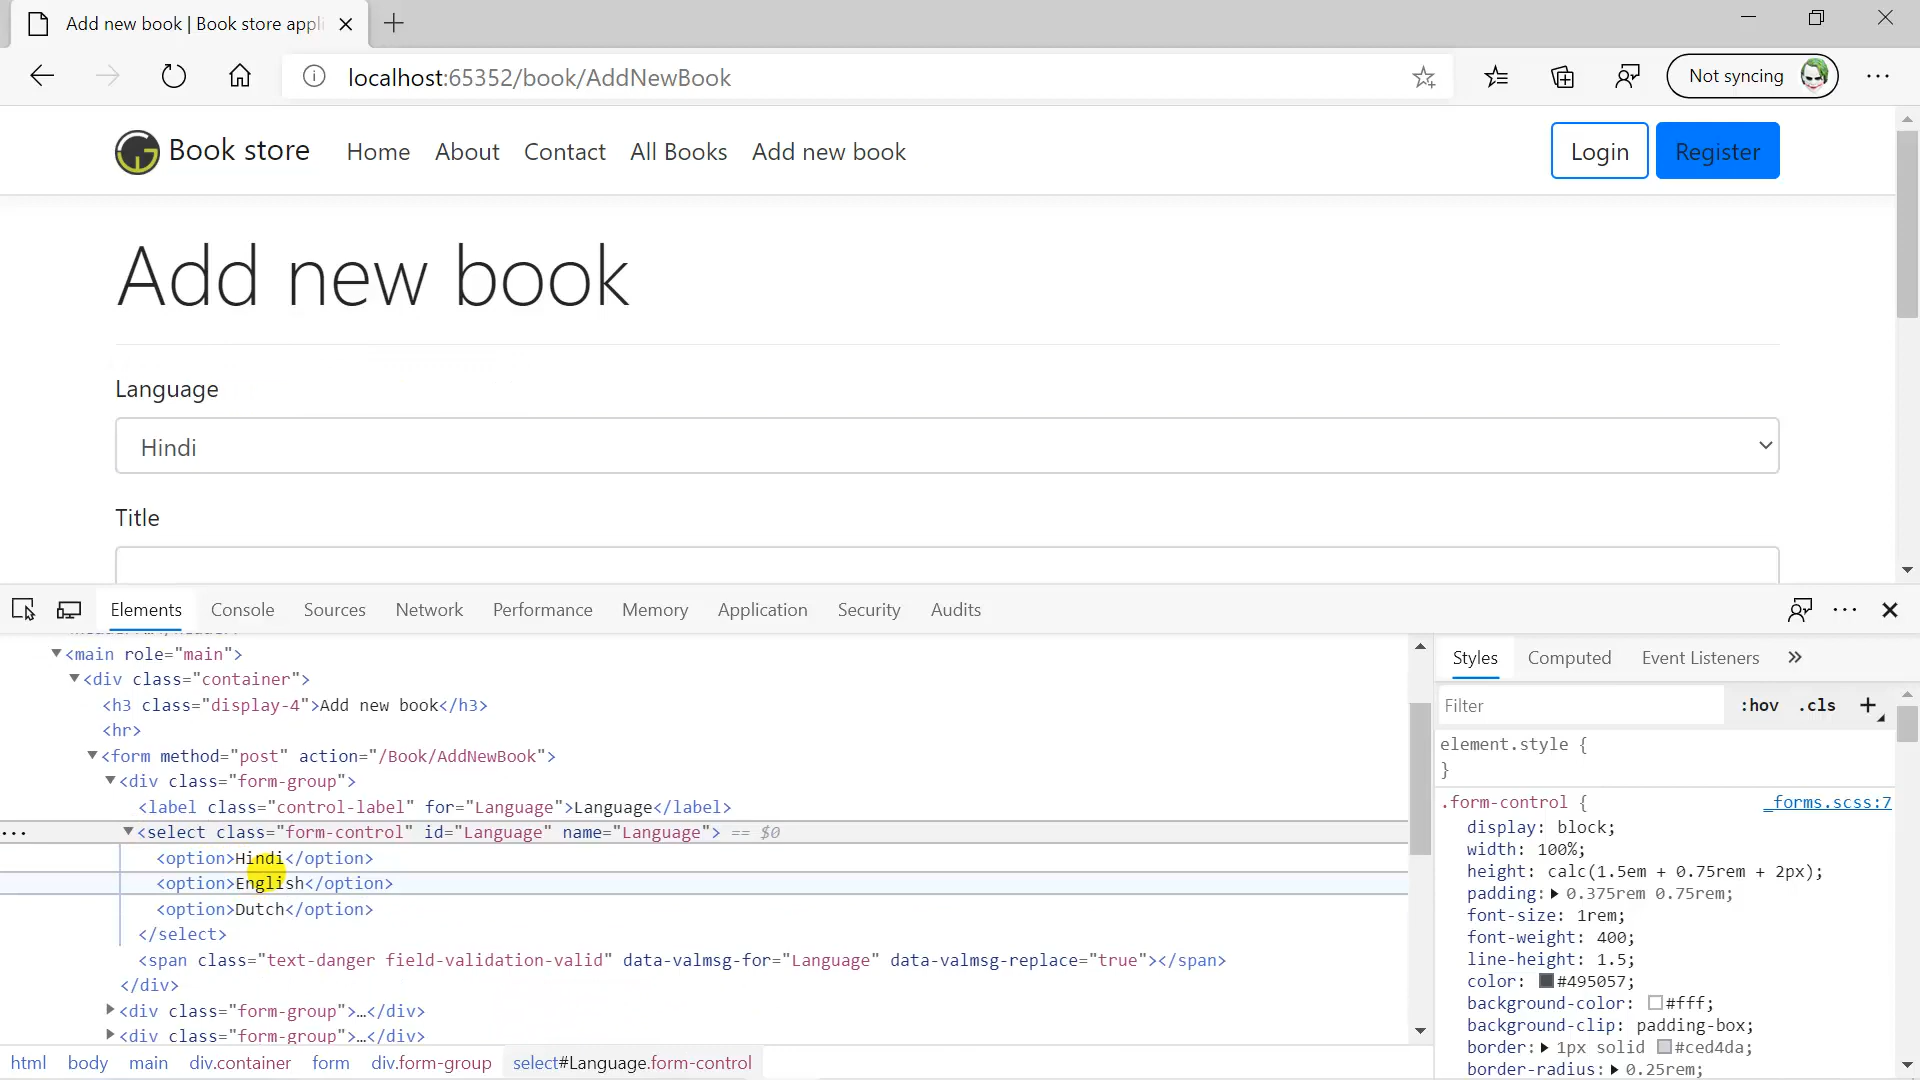 Add new book | Book store appli
localhost:65352/book/AddNewBook
Not syncing
Book store Home About Contact All Books Add new book Login Register
Add new book
Language
Hindi
Title
Elements Console Sources Network Performance Memory Application Security Audits
<main role="main">
<div class="container">
<h3 class="display-4">Add new book</h3>
<hr>
<form method="post" action="/Book/AddNewBook">
<div class="form-group">
<label class="control-label" for="Language">Language</label>
<select class="form-control" id="Language" name="Language"> == $0
<option>Hindi</option>
<option>English</option>
<option>Dutch</option>
</select>
<span class="text-danger field-validation-valid" data-valmsg-for="Language" data-valmsg-replace="true"></span>
</div>
<div class="form-group">…</div>
<div class="form-group">…</div>
html body main div.container form div.form-group select#Language.form-control
Styles Computed Event Listeners
Filter :hov .cls
element.style {
}
.form-control { _forms.scss:7
display: block;
width: 100%;
height: calc(1.5em + 0.75rem + 2px);
padding: 0.375rem 0.75rem;
font-size: 1rem;
font-weight: 400;
line-height: 1.5;
color: #495057;
background-color: #fff;
background-clip: padding-box;
border: 1px solid #ced4da;
border-radius: 0.25rem;